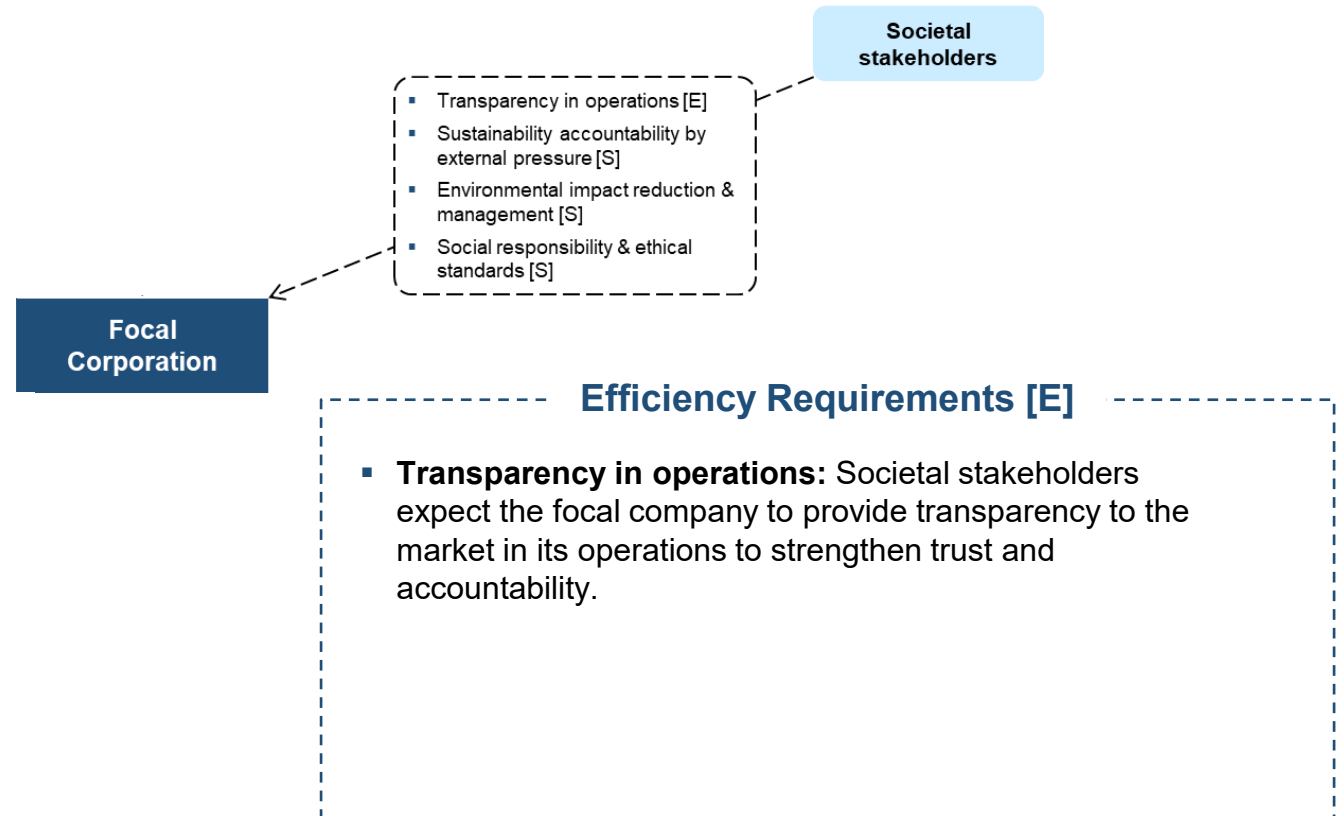 Societal
stakeholders
▪ Transparency in operations [E]
▪ Sustainability accountability by
external pressure [S]
▪ Environmental impact reduction &
management [S]
▪ Social responsibility & ethical
standards [S]
Focal
Corporation
Efficiency Requirements [E]
▪ Transparency in operations: Societal stakeholders
expect the focal company to provide transparency to the
market in its operations to strengthen trust and
accountability.